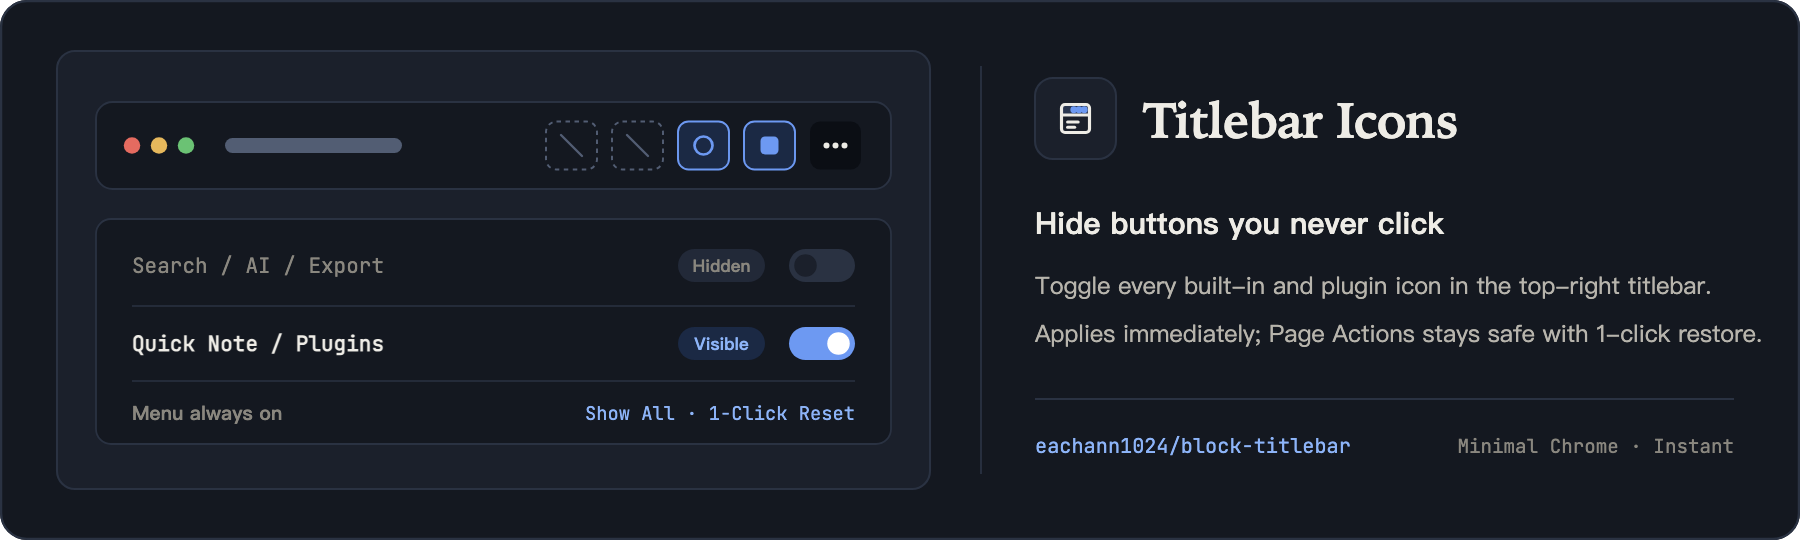 Search / AI / Export
Hidden
Quick Note / Plugins
Visible
Menu always on
Show All · 1-Click Reset
Titlebar Icons
Hide buttons you never click
Toggle every built-in and plugin icon in the top-right titlebar.
Applies immediately; Page Actions stays safe with 1-click restore.
eachann1024/block-titlebar
Minimal Chrome · Instant